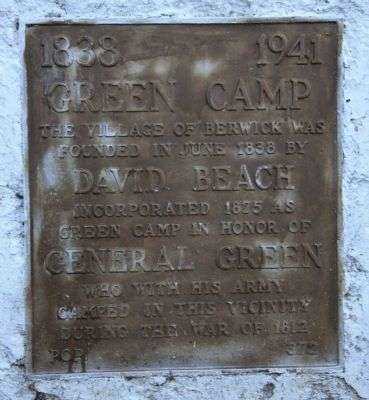 1838 1941
GREEN CAMP
THE VILLAGE OF BERWICK WAS
FOUNDED IN JUNE 1838 BY
DAVID BEACH
INCORPORATED 1875 AS
GREEN CAMP IN HONOR OF
GENERAL GREEN
WHO WITH HIS ARMY
CAMPED IN THIS VICINITY
DURING THE WAR OF 1812
POP. 372